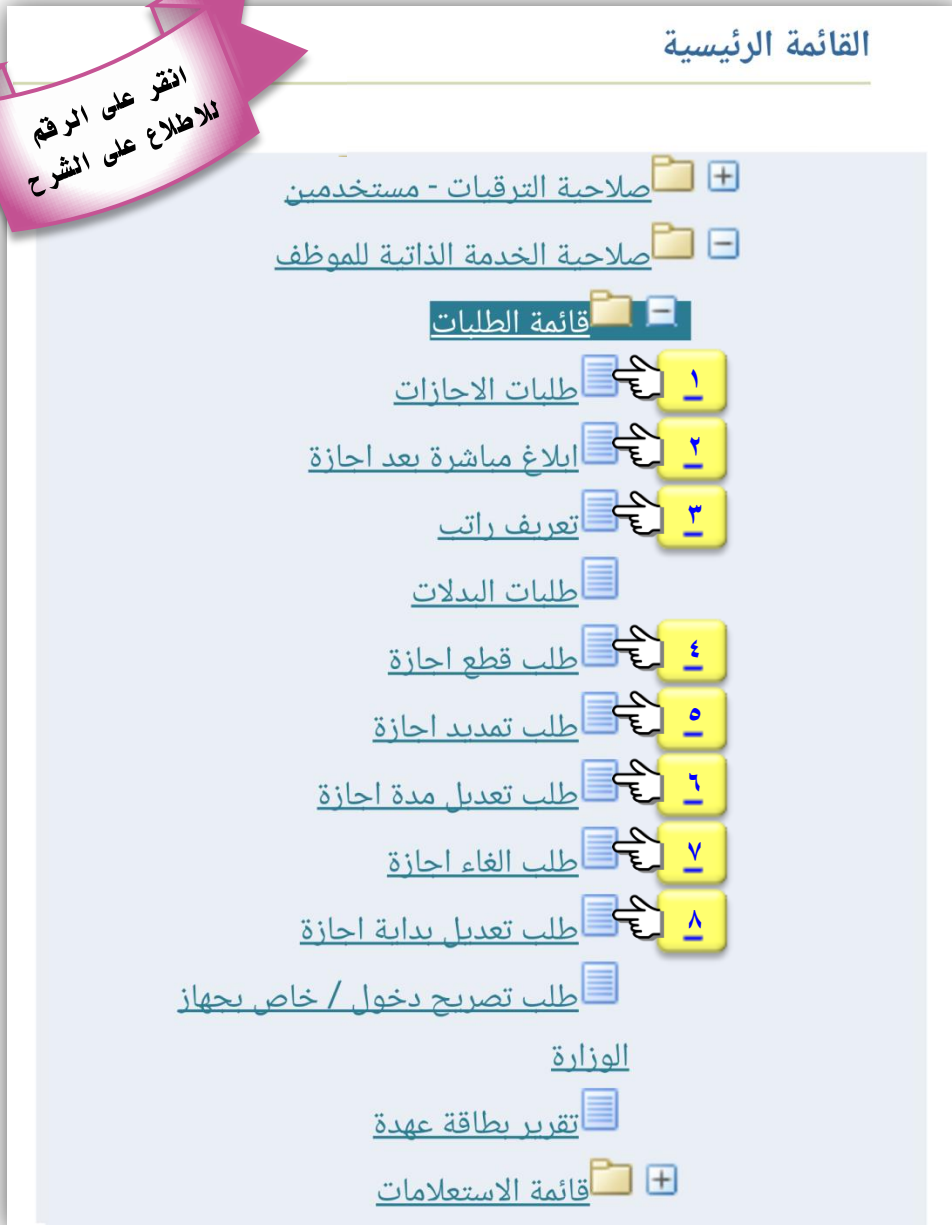 القائمة الرئيسية
انقر على الرقم
للاطلاع على الشرح
صلاحية الترقيات - مستخدمين
صلاحية الخدمة الذاتية للموظف
قائمة الطلبات
١ طلبات الاجازات
٢ ابلاغ مباشرة بعد اجازة
٣ تعريف راتب
طلبات البدلات
٤ طلب قطع اجازة
٥ طلب تمديد اجازة
٦ طلب تعديل مدة اجازة
٧ طلب الغاء اجازة
٨ طلب تعديل بداية اجازة
طلب تصريح دخول / خاص بجهاز
الوزارة
تقرير بطاقة عهدة
قائمة الاستعلامات